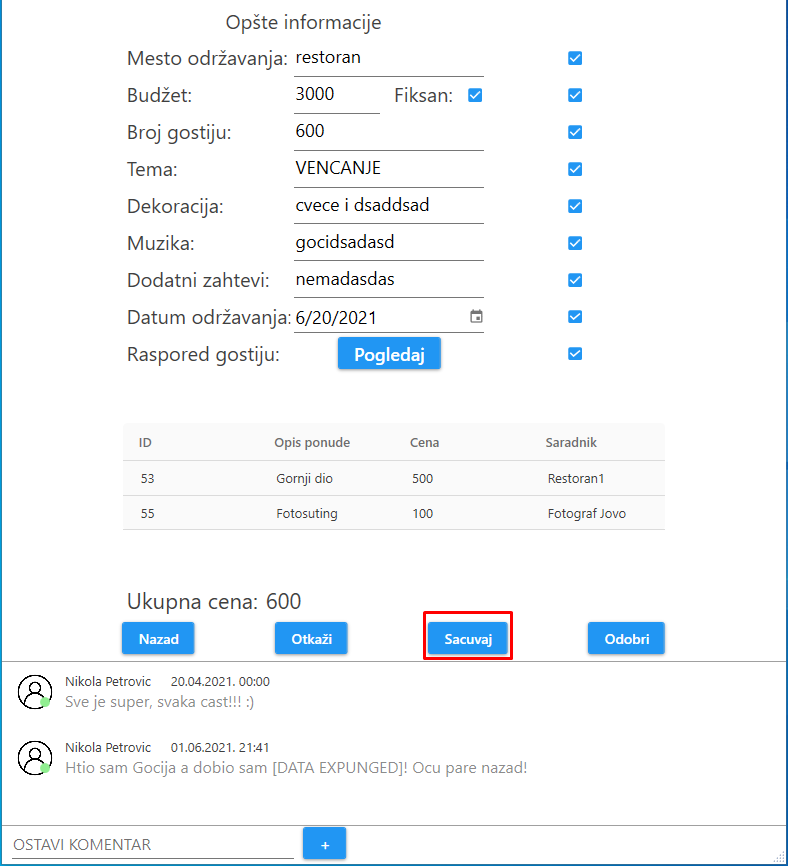 Opšte informacije
Mesto održavanja: restoran
Budžet: 3000 Fiksan:
Broj gostiju: 600
Tema: VENCANJE
Dekoracija: cvece i dsaddsad
Muzika: gocidsadasd
Dodatni zahtevi: nemadasdas
Datum održavanja: 6/20/2021
Raspored gostiju: Pogledaj
ID Opis ponude Cena Saradnik
53 Gornji dio 500 Restoran1
55 Fotosuting 100 Fotograf Jovo
Ukupna cena: 600
Nazad Otkaži Sacuvaj Odobri
Nikola Petrovic 20.04.2021. 00:00
Sve je super, svaka cast!!! :)
Nikola Petrovic 01.06.2021. 21:41
Htio sam Gocija a dobio sam [DATA EXPUNGED]! Ocu pare nazad!
OSTAVI KOMENTAR +